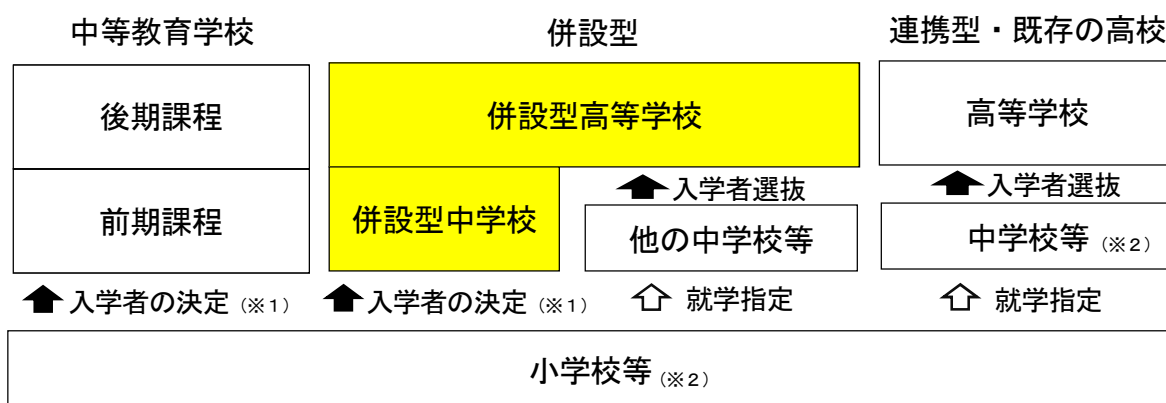 中等教育学校
併設型
連携型・既存の高校
後期課程
併設型高等学校
高等学校
入学者選抜
入学者選抜
前期課程
併設型中学校
他の中学校等
中学校等（※２）
入学者の決定（※１）
入学者の決定（※１）
就学指定
就学指定
小学校等（※２）